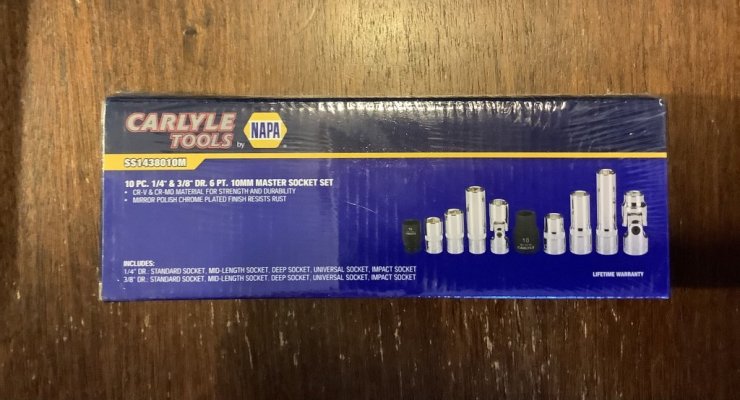 CARLYLE
TOOLS by NAPA
SS1438010M
10 PC. 1/4" & 3/8" DR. 6 PT. 10MM MASTER SOCKET SET
• CR-V & CR-MO MATERIAL FOR STRENGTH AND DURABILITY
• MIRROR POLISH CHROME PLATED FINISH RESISTS RUST
10
CARLYLE
INCLUDES:
1/4" DR.: STANDARD SOCKET, MID-LENGTH SOCKET, DEEP SOCKET, UNIVERSAL SOCKET, IMPACT SOCKET
3/8" DR.: STANDARD SOCKET, MID-LENGTH SOCKET, DEEP SOCKET, UNIVERSAL SOCKET, IMPACT SOCKET
LIFETIME WARRANTY